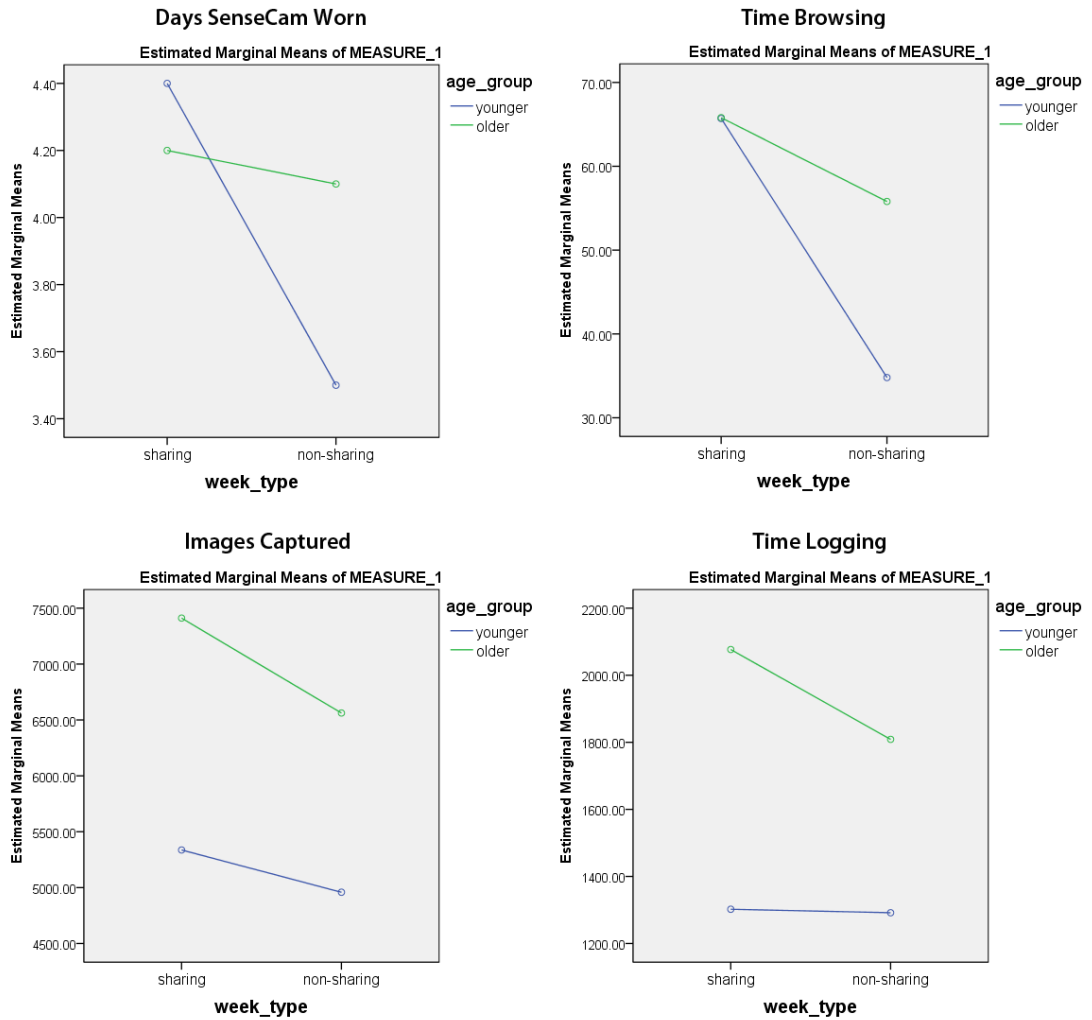 Days SenseCam Worn
Estimated Marginal Means of MEASURE_1
age_group
younger
older
Estimated Marginal Means
4.40
4.20
4.00
3.80
3.60
3.40
sharing non-sharing
week_type
Time Browsing
Estimated Marginal Means of MEASURE_1
age_group
younger
older
Estimated Marginal Means
70.00
60.00
50.00
40.00
30.00
sharing non-sharing
week_type
Images Captured
Estimated Marginal Means of MEASURE_1
age_group
younger
older
Estimated Marginal Means
7500.00
7000.00
6500.00
6000.00
5500.00
5000.00
4500.00
sharing non-sharing
week_type
Time Logging
Estimated Marginal Means of MEASURE_1
age_group
younger
older
Estimated Marginal Means
2200.00
2000.00
1800.00
1600.00
1400.00
1200.00
sharing non-sharing
week_type